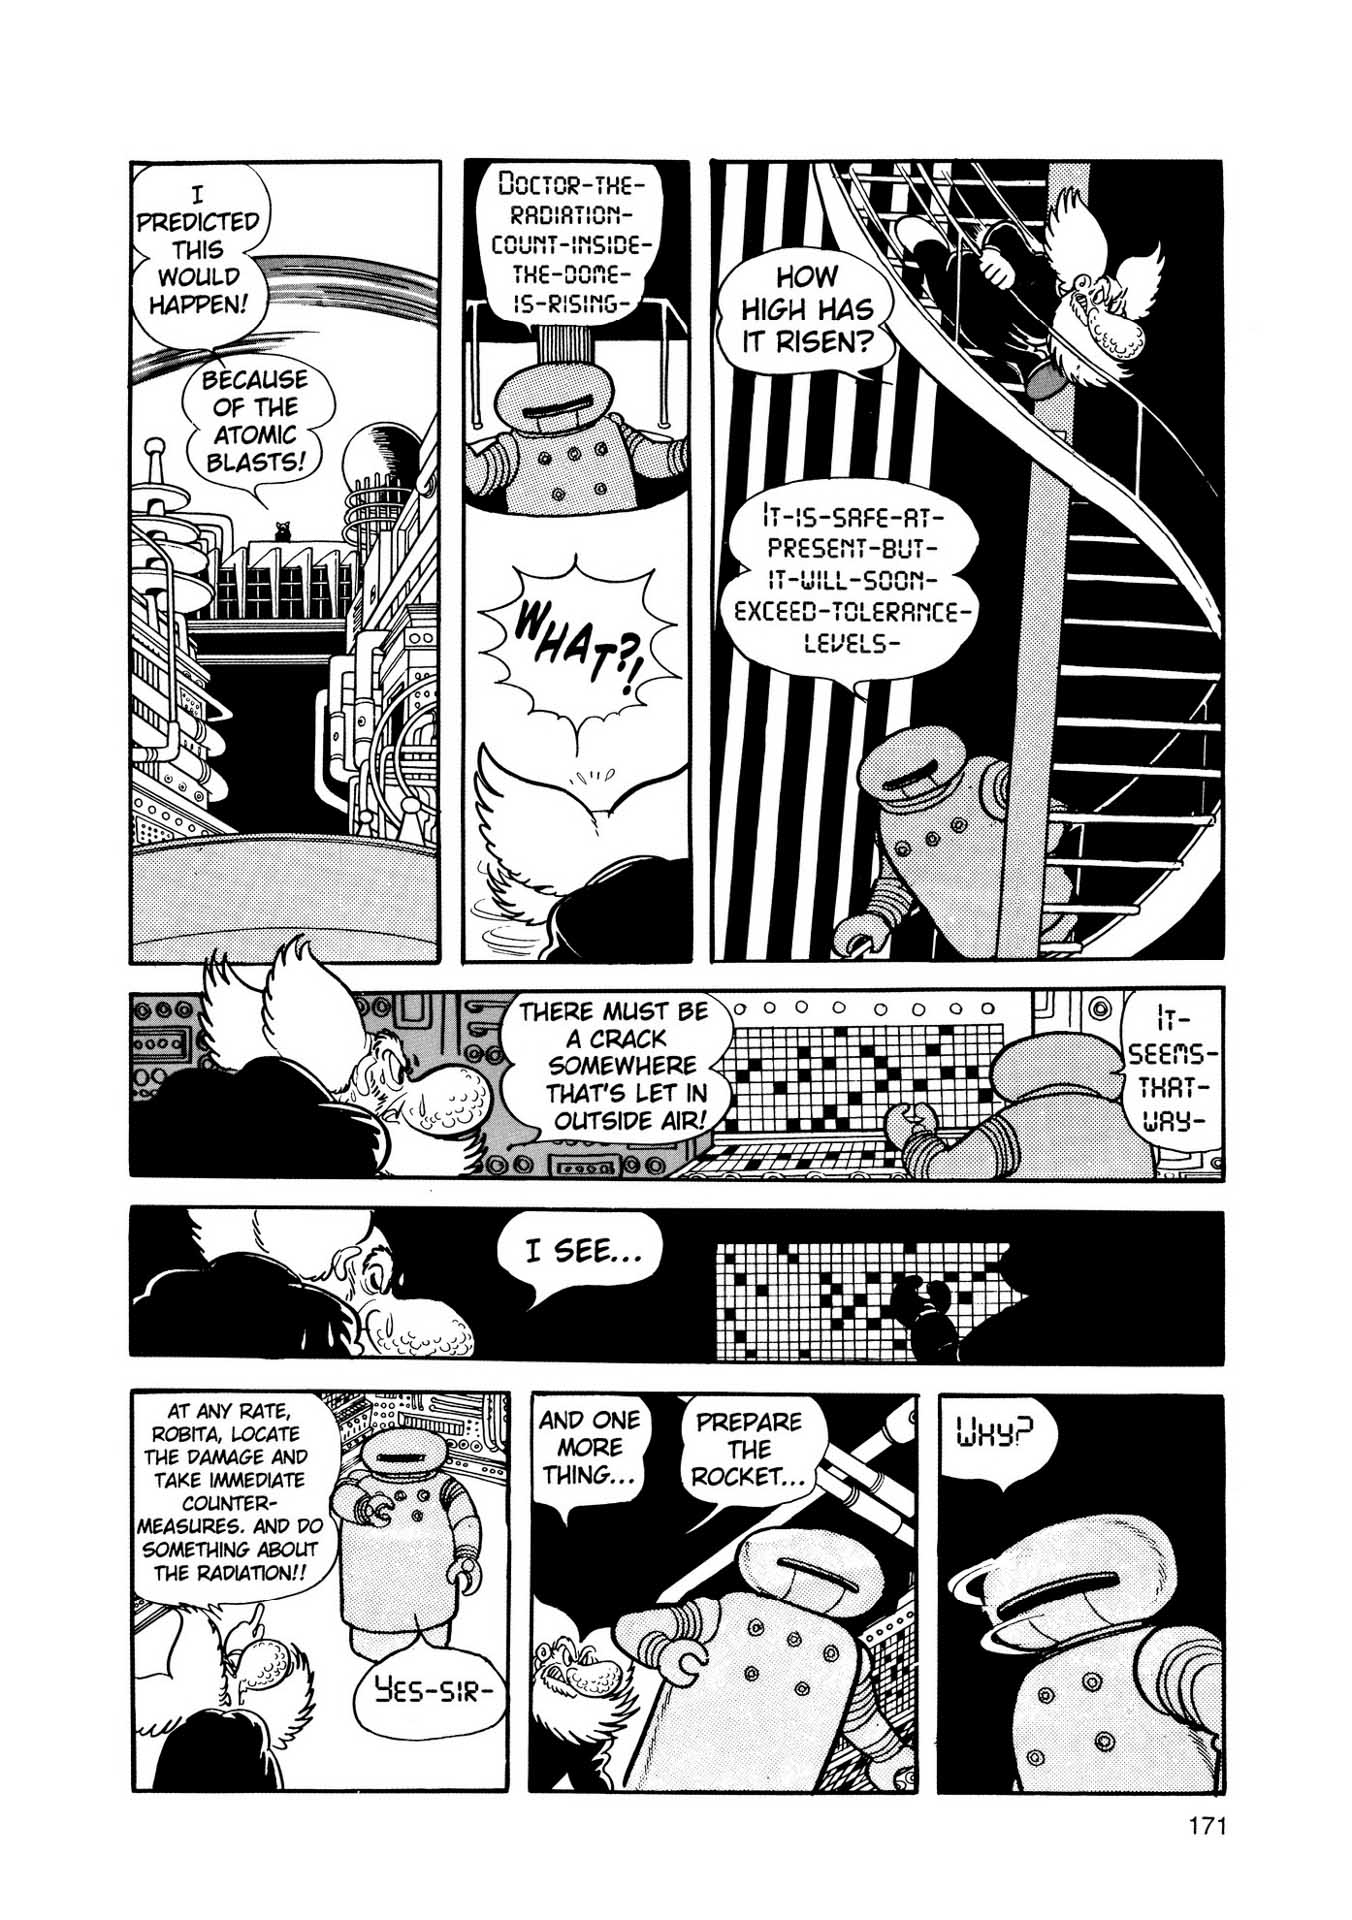 I
PREDICTED
THIS
WOULD
HAPPEN!
BECAUSE
OF THE
ATOMIC
BLASTS!
DOCTOR-THE-
RADIATION-
COUNT-INSIDE-
THE-DOME-
IS-RISING-
WHAT?!
HOW
HIGH HAS
IT RISEN?
IT-IS-SAFE-AT-
PRESENT-BUT-
IT-WILL-SOON-
EXCEED-TOLERANCE-
LEVELS-
THERE MUST BE
A CRACK
SOMEWHERE
THAT'S LET IN
OUTSIDE AIR!
IT-
SEEMS-
THAT-
WAY-
I SEE...
AT ANY RATE,
ROBITA, LOCATE
THE DAMAGE AND
TAKE IMMEDIATE
COUNTER-
MEASURES. AND DO
SOMETHING ABOUT
THE RADIATION!!
YES-SIR-
AND ONE
MORE
THING...
PREPARE
THE
ROCKET...
WHY?
171